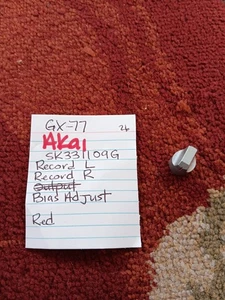 GX-77 26
AKai
SK331109G
Record L
Record R
Output
Bias Adjust
Red